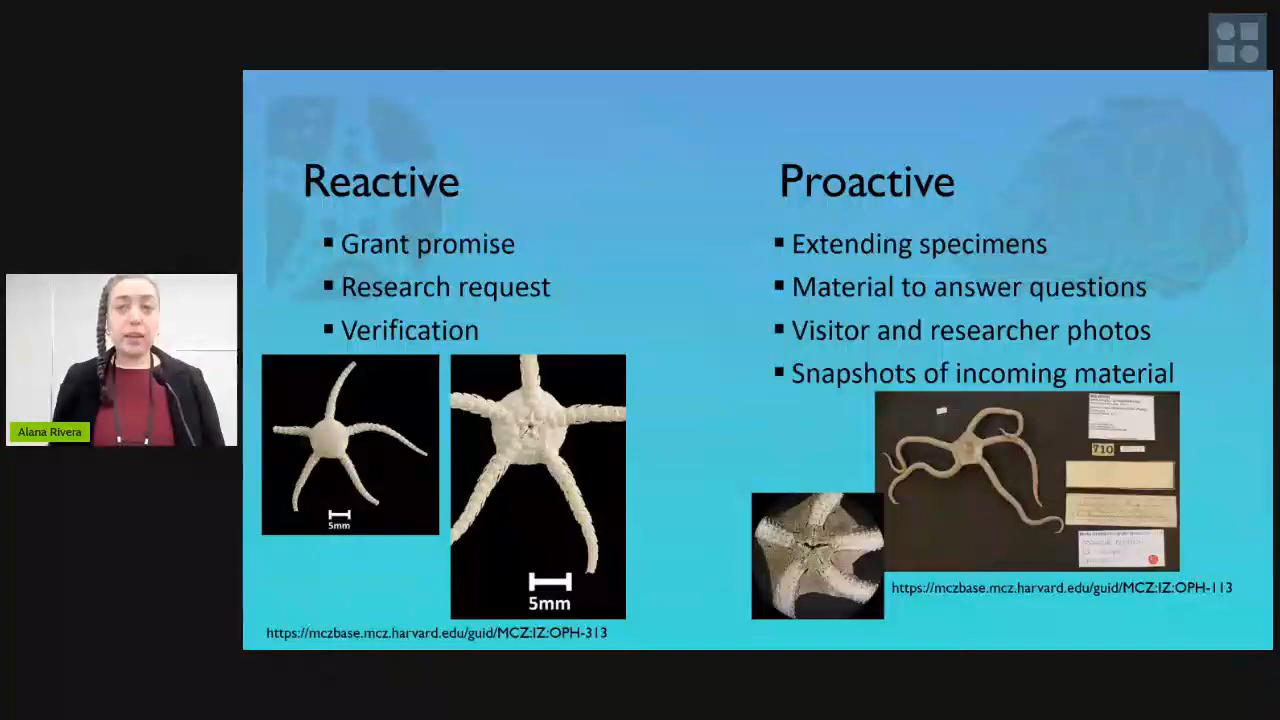 Reactive
Grant promise
Research request
Verification
5mm
5mm
https://mczbase.mcz.harvard.edu/guid/MCZ:IZ:OPH-313
Proactive
Extending specimens
Material to answer questions
Visitor and researcher photos
Snapshots of incoming material
710
https://mczbase.mcz.harvard.edu/guid/MCZ:IZ:OPH-113
Alana Rivera